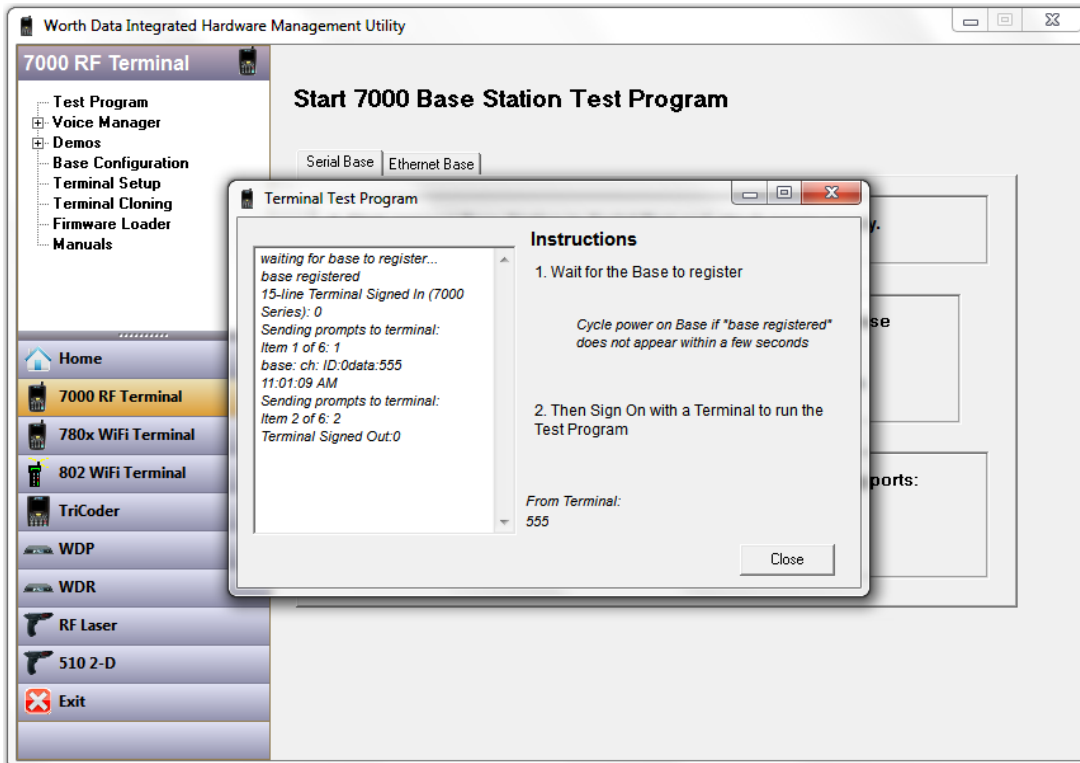 Worth Data Integrated Hardware Management Utility
7000 RF Terminal
Test Program
Voice Manager
Demos
Base Configuration
Terminal Setup
Terminal Cloning
Firmware Loader
Manuals
Home
7000 RF Terminal
780x WiFi Terminal
802 WiFi Terminal
TriCoder
WDP
WDR
RF Laser
510 2-D
Exit
Start 7000 Base Station Test Program
Serial Base
Ethernet Base
y.
se
ports:
Terminal Test Program
waiting for base to register...
base registered
15-line Terminal Signed In (7000
Series): 0
Sending prompts to terminal:
Item 1 of 6: 1
base: ch: ID:0data:555
11:01:09 AM
Sending prompts to terminal:
Item 2 of 6: 2
Terminal Signed Out:0
Instructions
1. Wait for the Base to register
Cycle power on Base if "base registered"
does not appear within a few seconds
2. Then Sign On with a Terminal to run the
Test Program
From Terminal:
555
Close